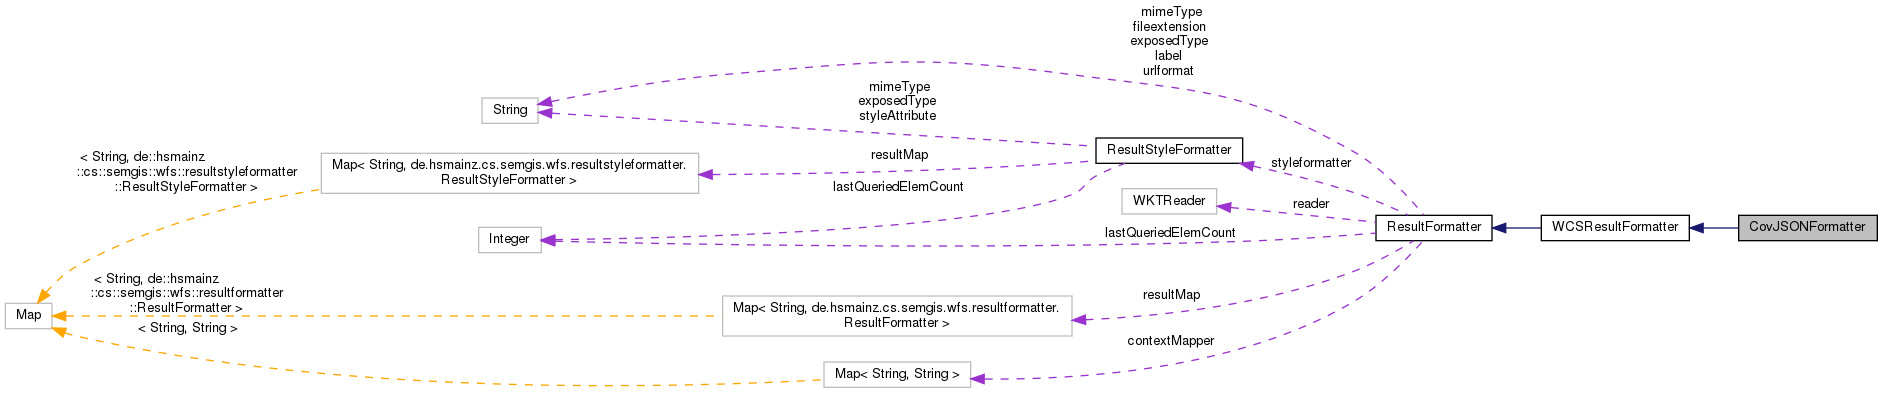 mimeType
fileextension
exposedType
label
urlformat
mimeType
exposedType
styleAttribute
String
ResultStyleFormatter
< String, de::hsmainz
::cs::semgis::wfs::resultstyleformatter
::ResultStyleFormatter >
Map< String, de.hsmainz.cs.semgis.wfs.resultstyleformatter.
ResultStyleFormatter >
resultMap
styleformatter
lastQueriedElemCount
WKTReader
reader
Integer
lastQueriedElemCount
ResultFormatter
WCSResultFormatter
CovJSONFormatter
< String, de::hsmainz
::cs::semgis::wfs::resultformatter
::ResultFormatter >
Map
Map< String, de.hsmainz.cs.semgis.wfs.resultformatter.
ResultFormatter >
resultMap
< String, String >
contextMapper
Map< String, String >